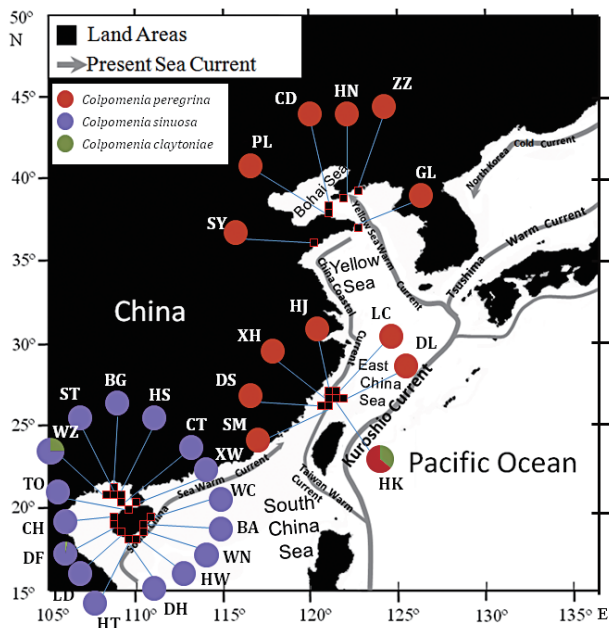 50°
N
45°
40°
35°
30°
25°
20°
15°
105°
110°
115°
120°
125°
130°
135° E
Land Areas
Present Sea Current
Colpomenia peregrina
Colpomenia sinuosa
Colpomenia claytoniae
CD
HN
ZZ
PL
GL
SY
Bohai Sea
North Korea Cold Current
Yellow Sea Warm Current
Tsushima Warm Current
Yellow
Sea
China Coastal Current
China
HJ
LC
XH
DL
DS
SM
East
China
Sea
Kuroshio Current
HK
Pacific Ocean
ST
BG
HS
WZ
CT
XW
TO
WC
CH
BA
DF
WN
LD
HW
HT
DH
South China Sea Warm Current
Taiwan Warm
Current
South
China
Sea